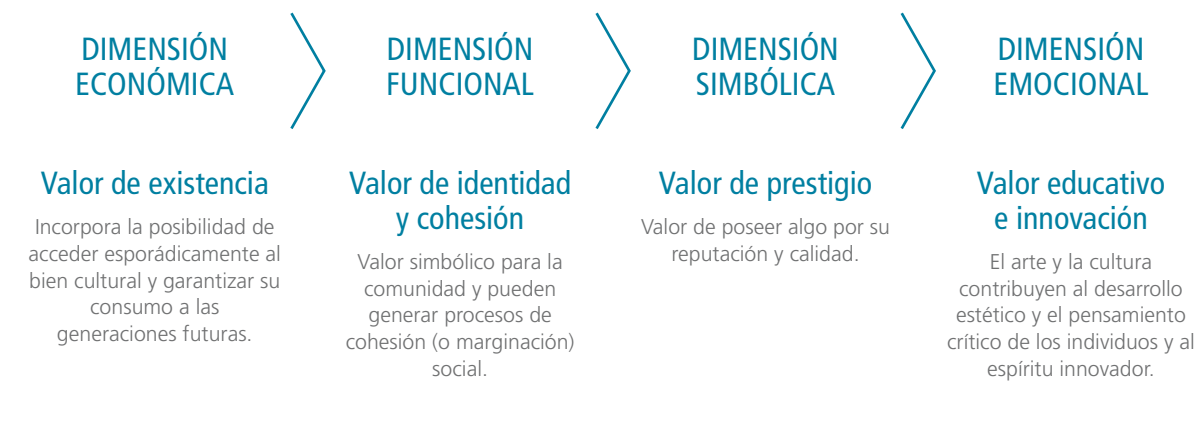 DIMENSIÓN
ECONÓMICA
DIMENSIÓN
FUNCIONAL
DIMENSIÓN
SIMBÓLICA
DIMENSIÓN
EMOCIONAL
Valor de existencia
Incorpora la posibilidad de
acceder esporádicamente al
bien cultural y garantizar su
consumo a las
generaciones futuras.
Valor de identidad
y cohesión
Valor simbólico para la
comunidad y pueden
generar procesos de
cohesión (o marginación)
social.
Valor de prestigio
Valor de poseer algo por su
reputación y calidad.
Valor educativo
e innovación
El arte y la cultura
contribuyen al desarrollo
estético y el pensamiento
crítico de los individuos y al
espíritu innovador.